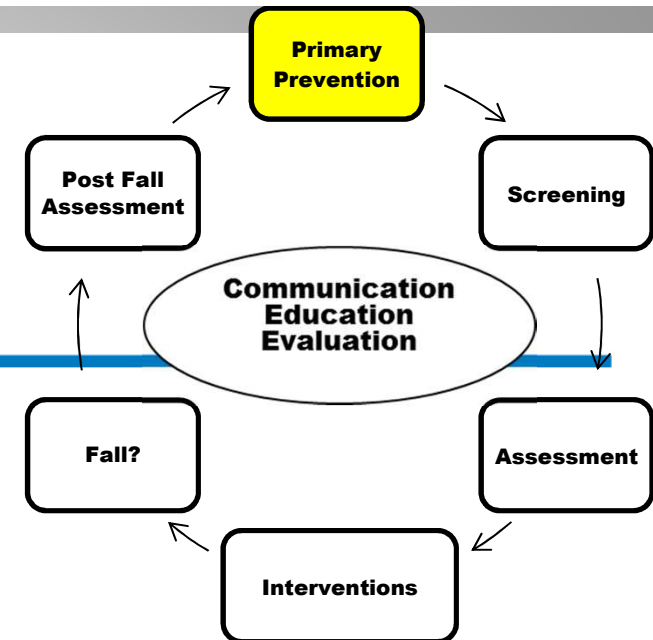 Primary
Prevention
Post Fall
Assessment
Screening
Communication
Education
Evaluation
Fall?
Assessment
Interventions